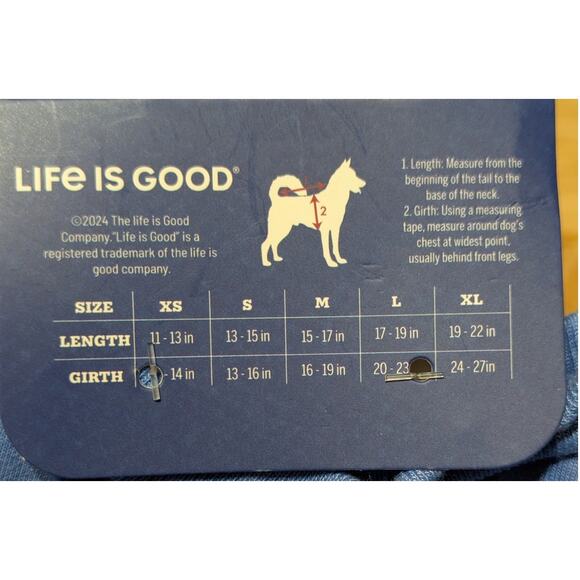 LIFE IS GOOD®
©2024 The life is Good
Company."Life is Good" is a
registered trademark of the life is
good company.
1
2
1. Length: Measure from the
beginning of the tail to the
base of the neck.
2. Girth: Using a measuring
tape, measure around dog's
chest at widest point,
usually behind front legs.
SIZE XS S M L XL
LENGTH 11 - 13 in 13 - 15 in 15 - 17 in 17 - 19 in 19 - 22 in
GIRTH - 14 in 13 - 16 in 16 - 19 in 20 - 23 24 - 27in